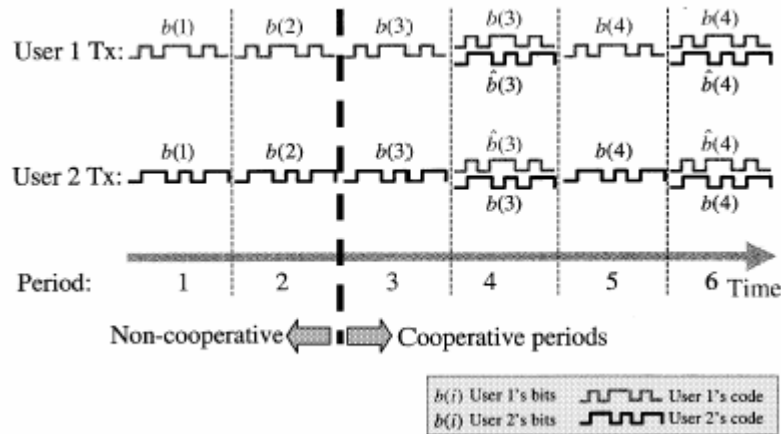 b(1) b(2) b(3) b(3) b(4) b(4)
User 1 Tx:
b̂(3) b̂(4)
b(1) b(2) b(3) b̂(3) b(4) b̂(4)
User 2 Tx:
b(3) b(4)
Period: 1 2 3 4 5 6 Time
Non-cooperative Cooperative periods
b(i) User 1's bits User 1's code
b(i) User 2's bits User 2's code